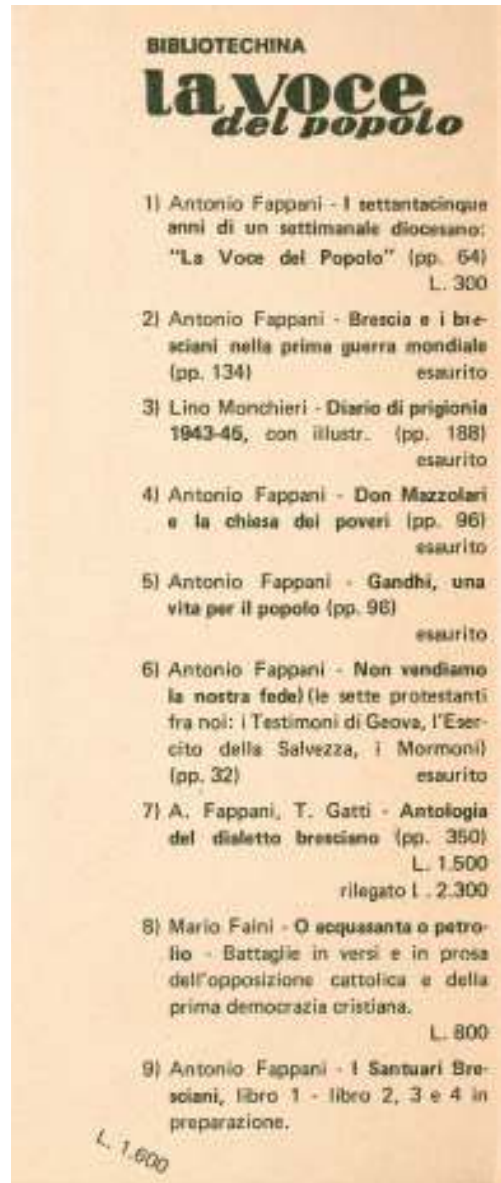 BIBLIOTECHINA
la voce
del popolo
1) Antonio Fappani - I settantacinque
anni di un settimanale diocesano:
"La Voce del Popolo" (pp. 64)
L. 300
2) Antonio Fappani - Brescia e i bre-
sciani nella prima guerra mondiale
(pp. 134) esaurito
3) Lino Monchieri - Diario di prigionia
1943-45, con illustr. (pp. 188)
esaurito
4) Antonio Fappani - Don Mazzolari
e la chiesa dei poveri (pp. 96)
esaurito
5) Antonio Fappani - Gandhi, una
vita per il popolo (pp. 98)
esaurito
6) Antonio Fappani - Non vendiamo
la nostra fede) (le sette protestanti
fra noi: i Testimoni di Geova, l'Eser-
cito della Salvezza, i Mormoni)
(pp. 32) esaurito
7) A. Fappani, T. Gatti - Antologia
del dialetto bresciano (pp. 350)
L. 1.500
rilegato L. 2.300
8) Mario Faini - O acquasanta o petro-
lio - Battaglie in versi e in prosa
dell'opposizione cattolica e della
prima democrazia cristiana.
L. 800
9) Antonio Fappani - I Santuari Bre-
sciani, libro 1 - libro 2, 3 e 4 in
preparazione.
L. 1.600